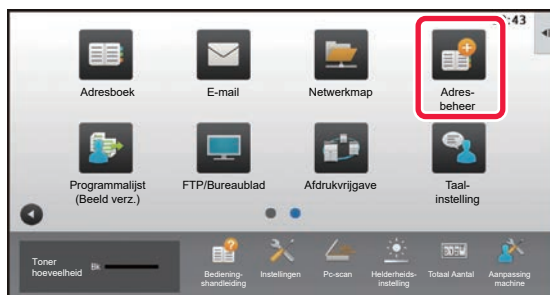 :43
Adresboek
E-mail
Netwerkmap
Adres-
beheer
Programmalijst
(Beeld verz.)
FTP/Bureaublad
Afdrukvrijgave
Taal-
instelling
Toner
hoeveelheid
Bk
Bediening-
shandleiding
Instellingen
Pc-scan
Helderheids-
instelling
Totaal Aantal
Aanpassing
machine